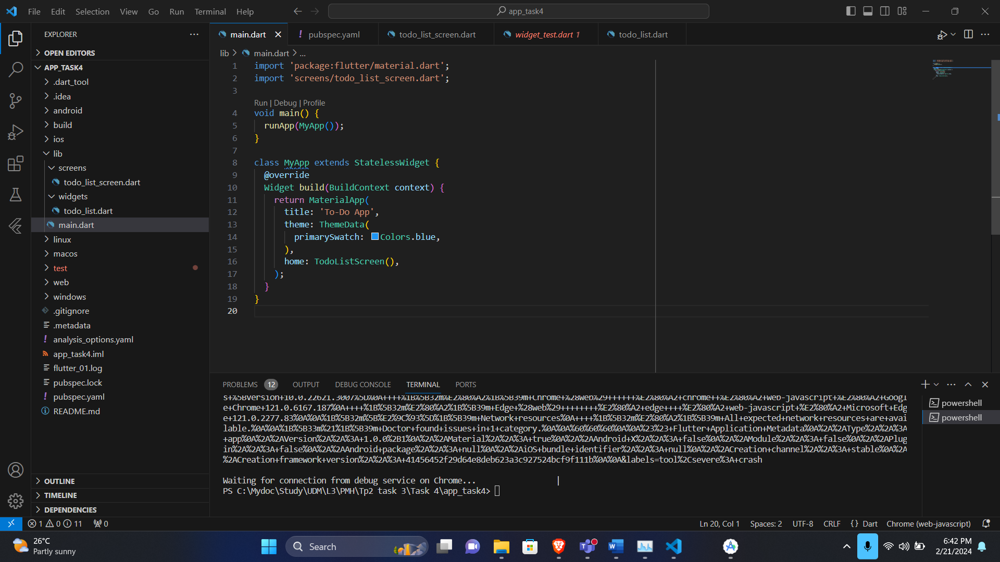 File Edit Selection View Go Run Terminal Help
app_task4
EXPLORER
OPEN EDITORS
APP_TASK4
.dart_tool
.idea
android
build
ios
lib
screens
todo_list_screen.dart
widgets
todo_list.dart
main.dart
linux
macos
test
web
windows
.gitignore
.metadata
analysis_options.yaml
app_task4.iml
flutter_01.log
pubspec.lock
pubspec.yaml
README.md
OUTLINE
TIMELINE
DEPENDENCIES
main.dart
pubspec.yaml
todo_list_screen.dart
widget_test.dart 1
todo_list.dart
lib > main.dart > ...
1 import 'package:flutter/material.dart';
2 import 'screens/todo_list_screen.dart';
3
Run | Debug | Profile
4 void main() {
5 runApp(MyApp());
6 }
7
8 class MyApp extends StatelessWidget {
9 @override
10 Widget build(BuildContext context) {
11 return MaterialApp(
12 title: 'To-Do App',
13 theme: ThemeData(
14 primarySwatch: Colors.blue,
15 ),
16 home: TodoListScreen(),
17 );
18 }
19 }
20
PROBLEMS 12 OUTPUT DEBUG CONSOLE TERMINAL PORTS
s+%5BVersion+10.0.22621.3007%5D%0A++++%1B%5B32m%E2%80%A2%1B%5B39m+Chrome+%28web%29++++++%E2%80%A2+chrome++%E2%80%A2+web-javascript+%E2%80%A2+Googl
e+Chrome+121.0.6167.187%0A++++%1B%5B32m%E2%80%A2%1B%5B39m+Edge+%28web%29++++++++%E2%80%A2+edge++++%E2%80%A2+web-javascript+%E2%80%A2+Microsoft+Edg
e+121.0.2277.83%0A%0A%1B%5B32m%5B%E2%9C%93%5D%1B%5B39m+Network+resources%0A++++%1B%5B32m%E2%80%A2%1B%5B39m+All+expected+network+resources+are+avai
lable.%0A%0A%1B%5B33m%21%1B%5B39m+Doctor+found+issues+in+1+category.%0A%0A%60%60%60%0A%0A%23%23+Flutter+Application+Metadata%0A%2A%2AType%2A%2A%3A
+app%0A%2A%2AVersion%2A%2A%3A+1.0.0%2B1%0A%2A%2AMaterial%2A%2A%3A+true%0A%2A%2AAndroid+X%2A%2A%3A+false%0A%2A%2AModule%2A%2A%3A+false%0A%2A%2APlug
in%2A%2A%3A+false%0A%2A%2AAndroid+package%2A%2A%3A+null%0A%2A%2AiOS+bundle+identifier%2A%2A%3A+null%0A%2A%2ACreation+channel%2A%2A%3A+stable%0A%2A
%2ACreation+framework+version%2A%2A%3A+41456452f29d64e8deb623a3c927524bcf9f111b%0A%0A&labels=tool%2Csevere%3A+crash
Waiting for connection from debug service on Chrome...
PS C:\Mydoc\Study\UDM\L3\PMH\Tp2 task 3\Task 4\app_task4>
powershell
powershell
1 0 11 0
Ln 20, Col 1 Spaces: 2 UTF-8 CRLF {} Dart Chrome (web-javascript)
26°C
Partly sunny
Search
6:42 PM
2/21/2024